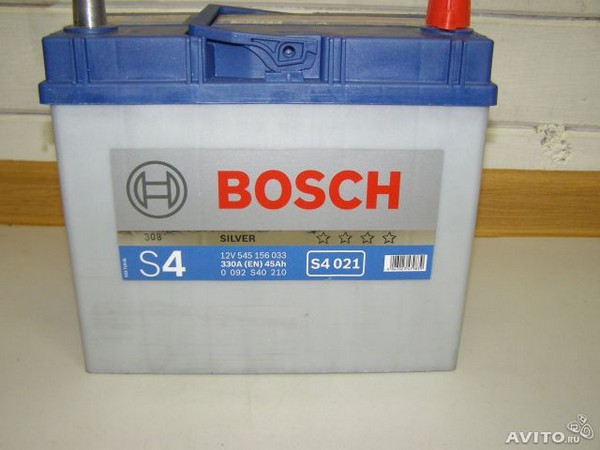 BOSCH
308
SILVER
S4
12V 545 156 033
330A (EN) 45Ah
0 092 S40 210
S4 021
AVITO.ru